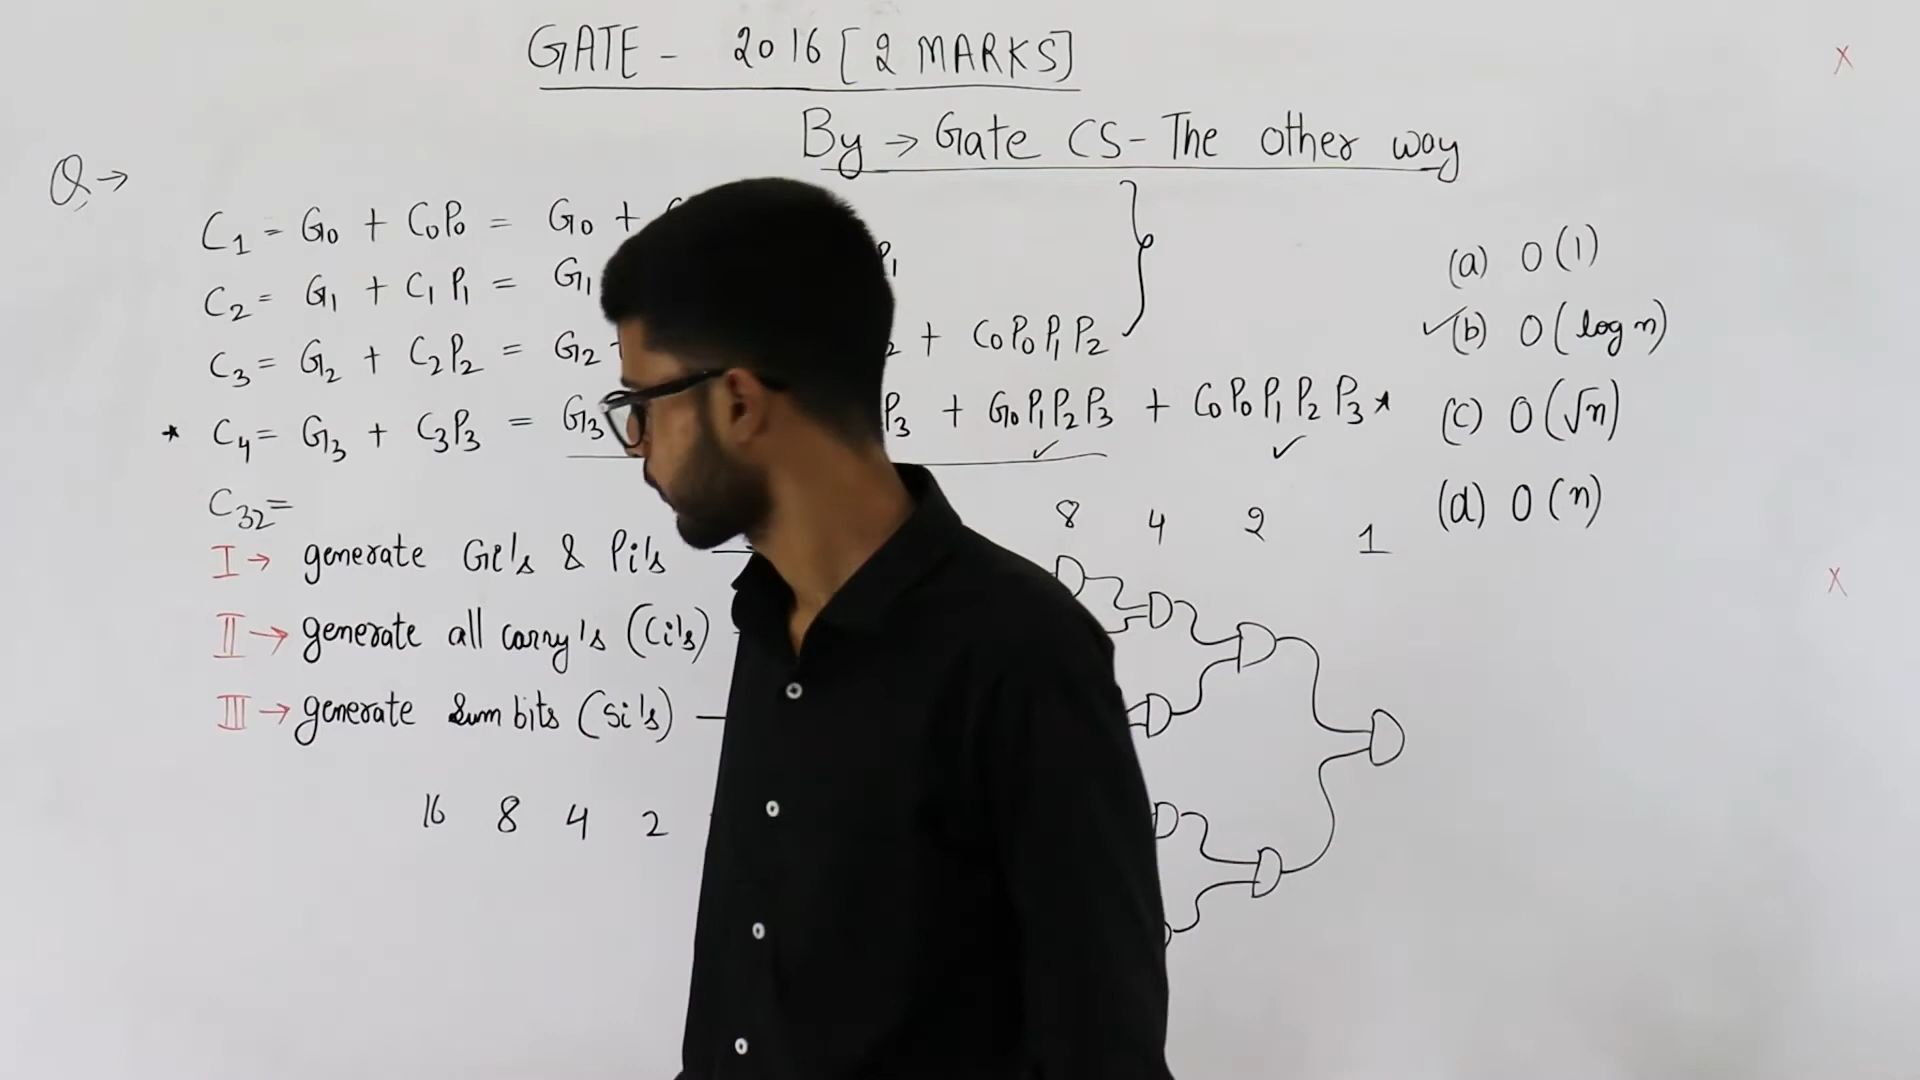 GATE - 2016 [2 MARKS]
By → Gate CS - The other way
Q →
C₁ = G₀ + C₀P₀ = G₀ +
C₂ = G₁ + C₁P₁ = G₁ P₁
C₃ = G₂ + C₂P₂ = G₂ + ₂ + C₀P₀P₁P₂
* C₄ = G₃ + C₃P₃ = G₃ P₃ + G₀P₁P₂P₃ + C₀P₀P₁P₂P₃ *
C₃₂ =
I → generate Gi's & Pi's
II → generate all carry's (Ci's)
III → generate sum bits (Si's)
16 8 4 2
8 4 2 1
(a) O(1)
(b) O(log n)
(c) O(√n)
(d) O(n)